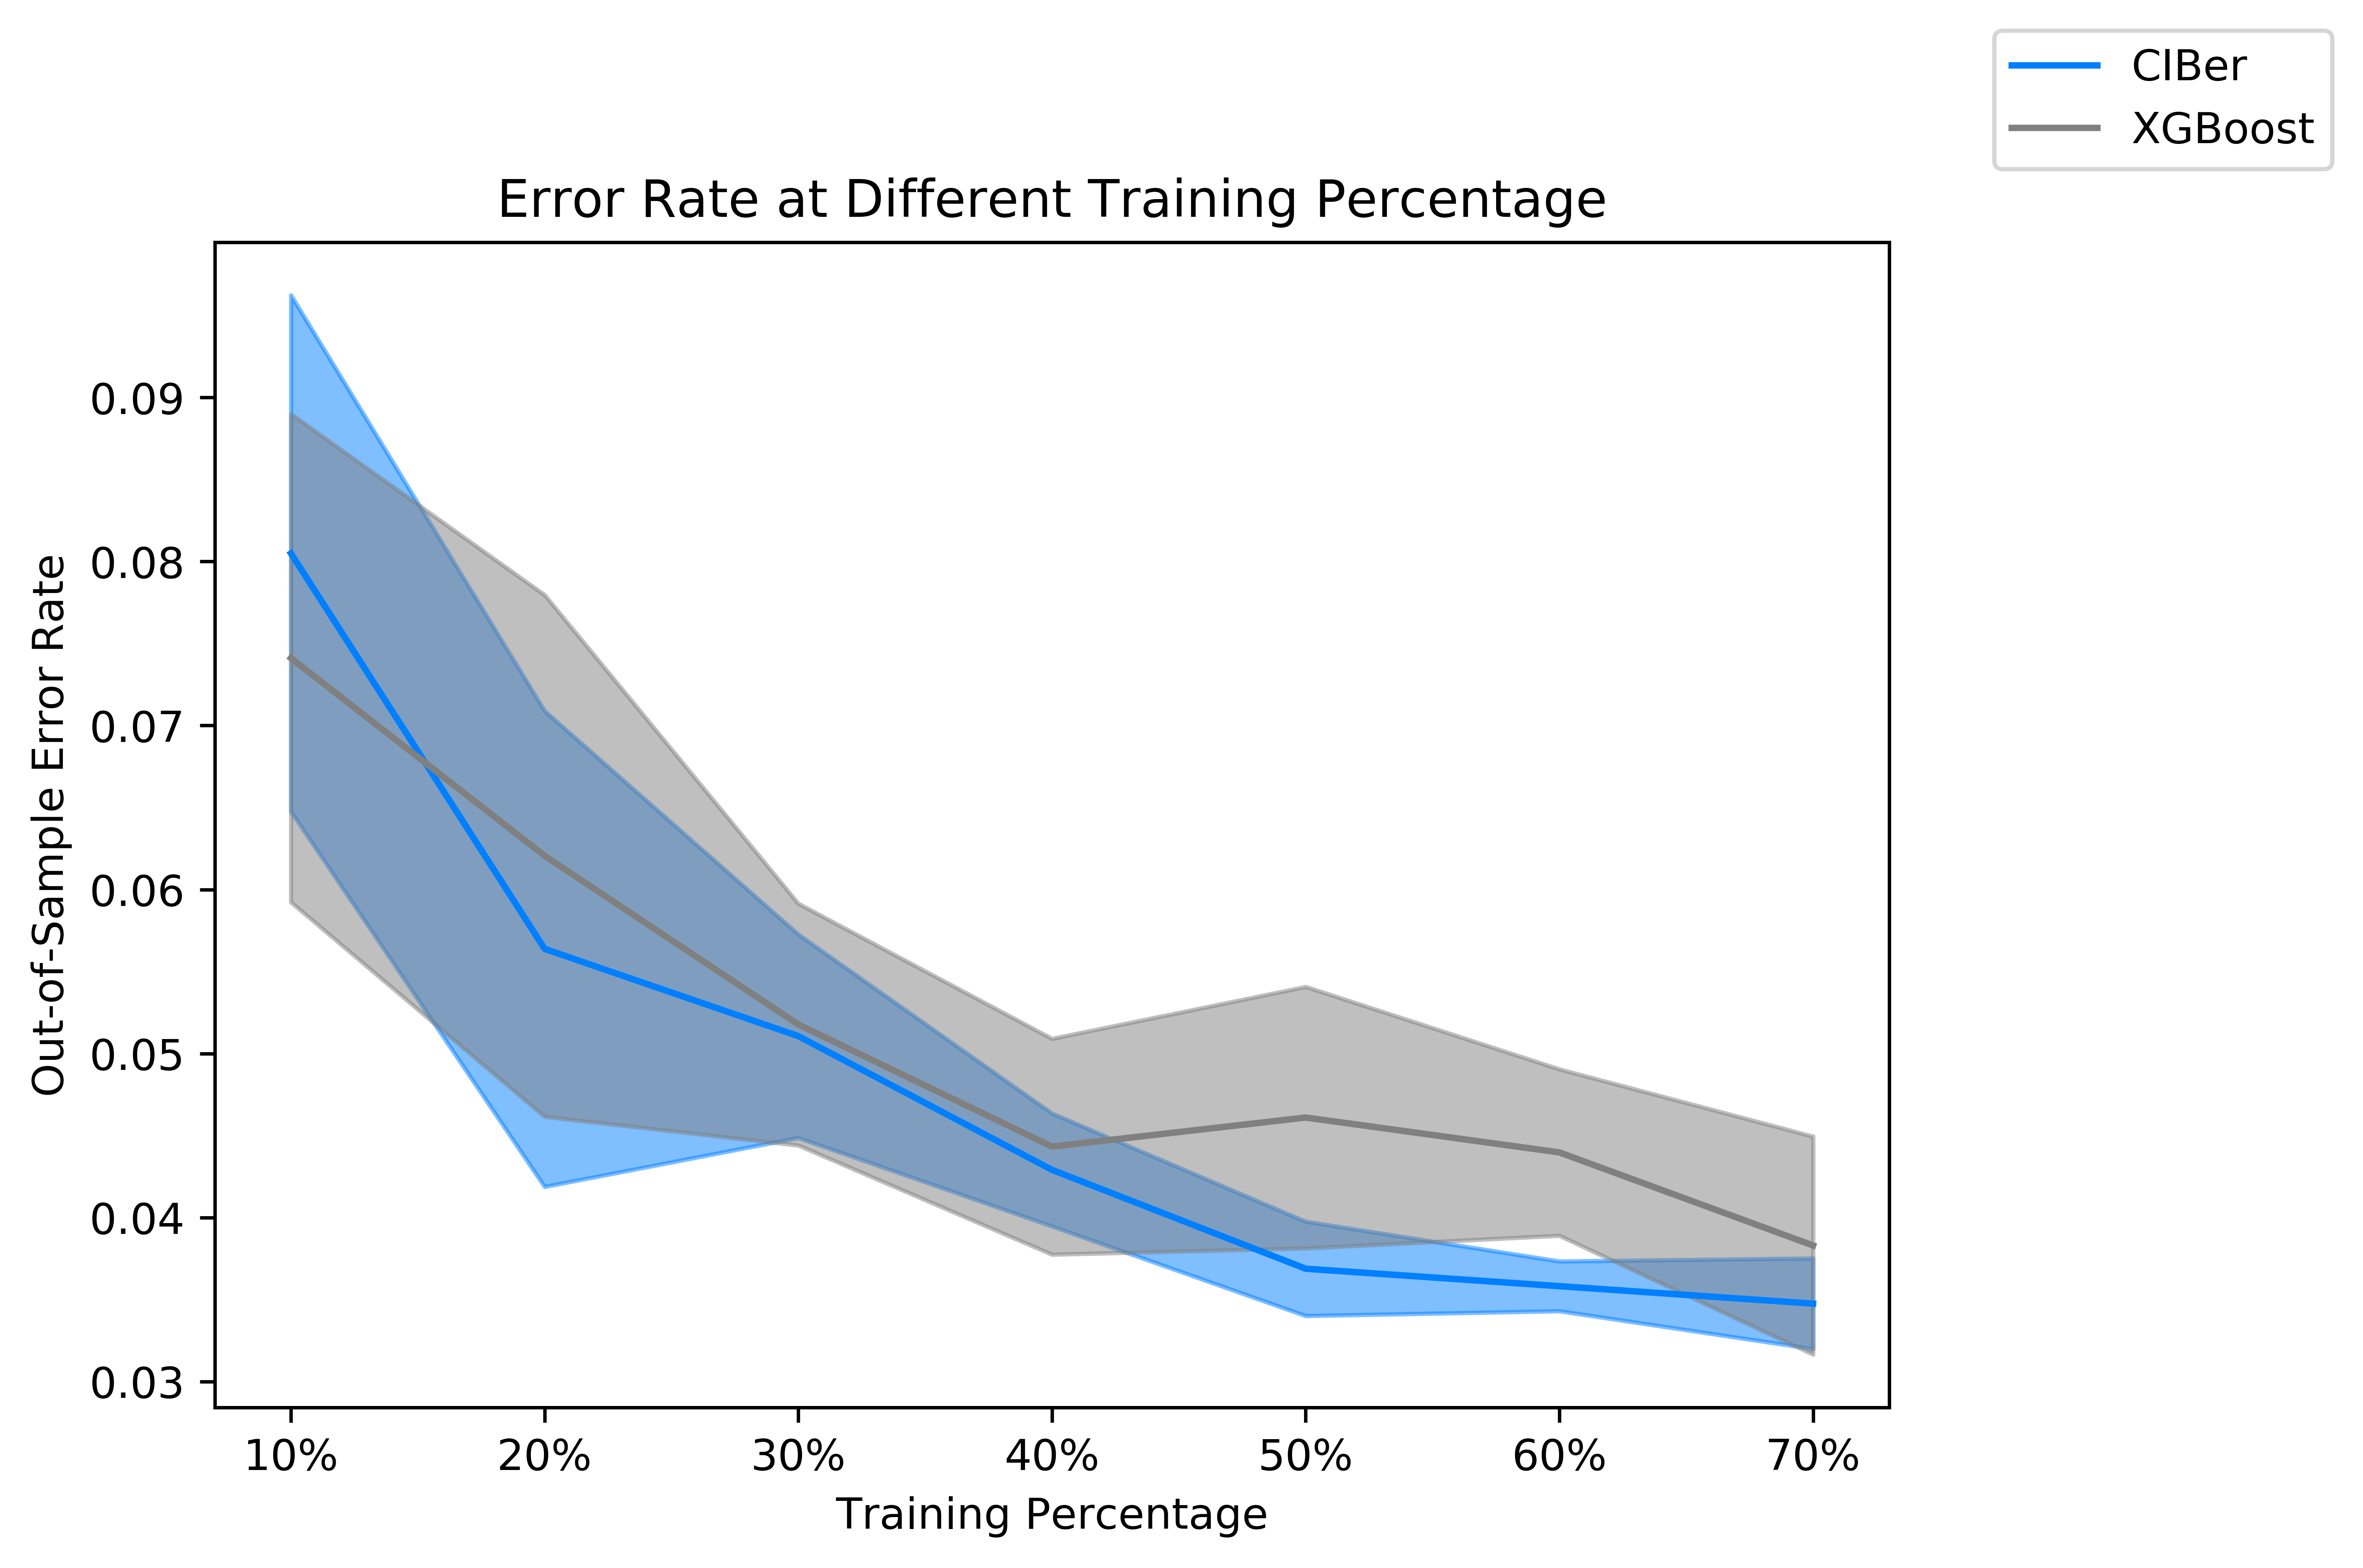 CIBer
XGBoost
Error Rate at Different Training Percentage
Out-of-Sample Error Rate
0.09
0.08
0.07
0.06
0.05
0.04
0.03
10% 20% 30% 40% 50% 60% 70%
Training Percentage